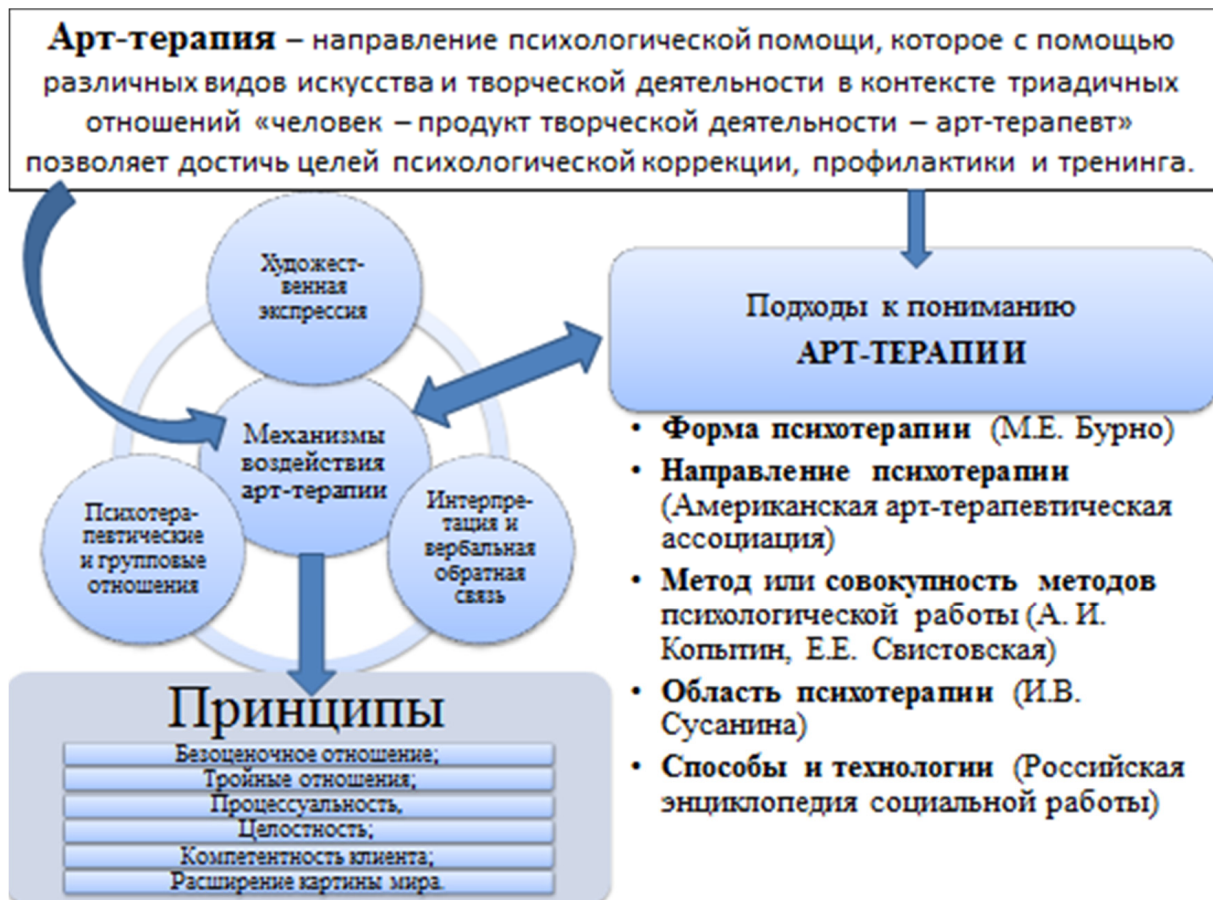 Арт-терапия – направление психологической помощи, которое с помощью
различных видов искусства и творческой деятельности в контексте триадичных
отношений «человек – продукт творческой деятельности – арт-терапевт»
позволяет достичь целей психологической коррекции, профилактики и тренинга.
Художест-
венная
экспрессия
Механизмы
воздействия
арт-терапии
Психотера-
певтические
и групповые
отношения
Интерпре-
тация и
вербальная
обратная
связь
Принципы
Безоценочное отношение;
Тройные отношения;
Процессуальность,
Целостность;
Компетентность клиента;
Расширение картины мира.
Подходы к пониманию
АРТ-ТЕРАПИИ
• Форма психотерапии (М.Е. Бурно)
• Направление психотерапии
(Американская арт-терапевтическая
ассоциация)
• Метод или совокупность методов
психологической работы (А. И.
Копытин, Е.Е. Свистовская)
• Область психотерапии (И.В.
Сусанина)
• Способы и технологии (Российская
энциклопедия социальной работы)